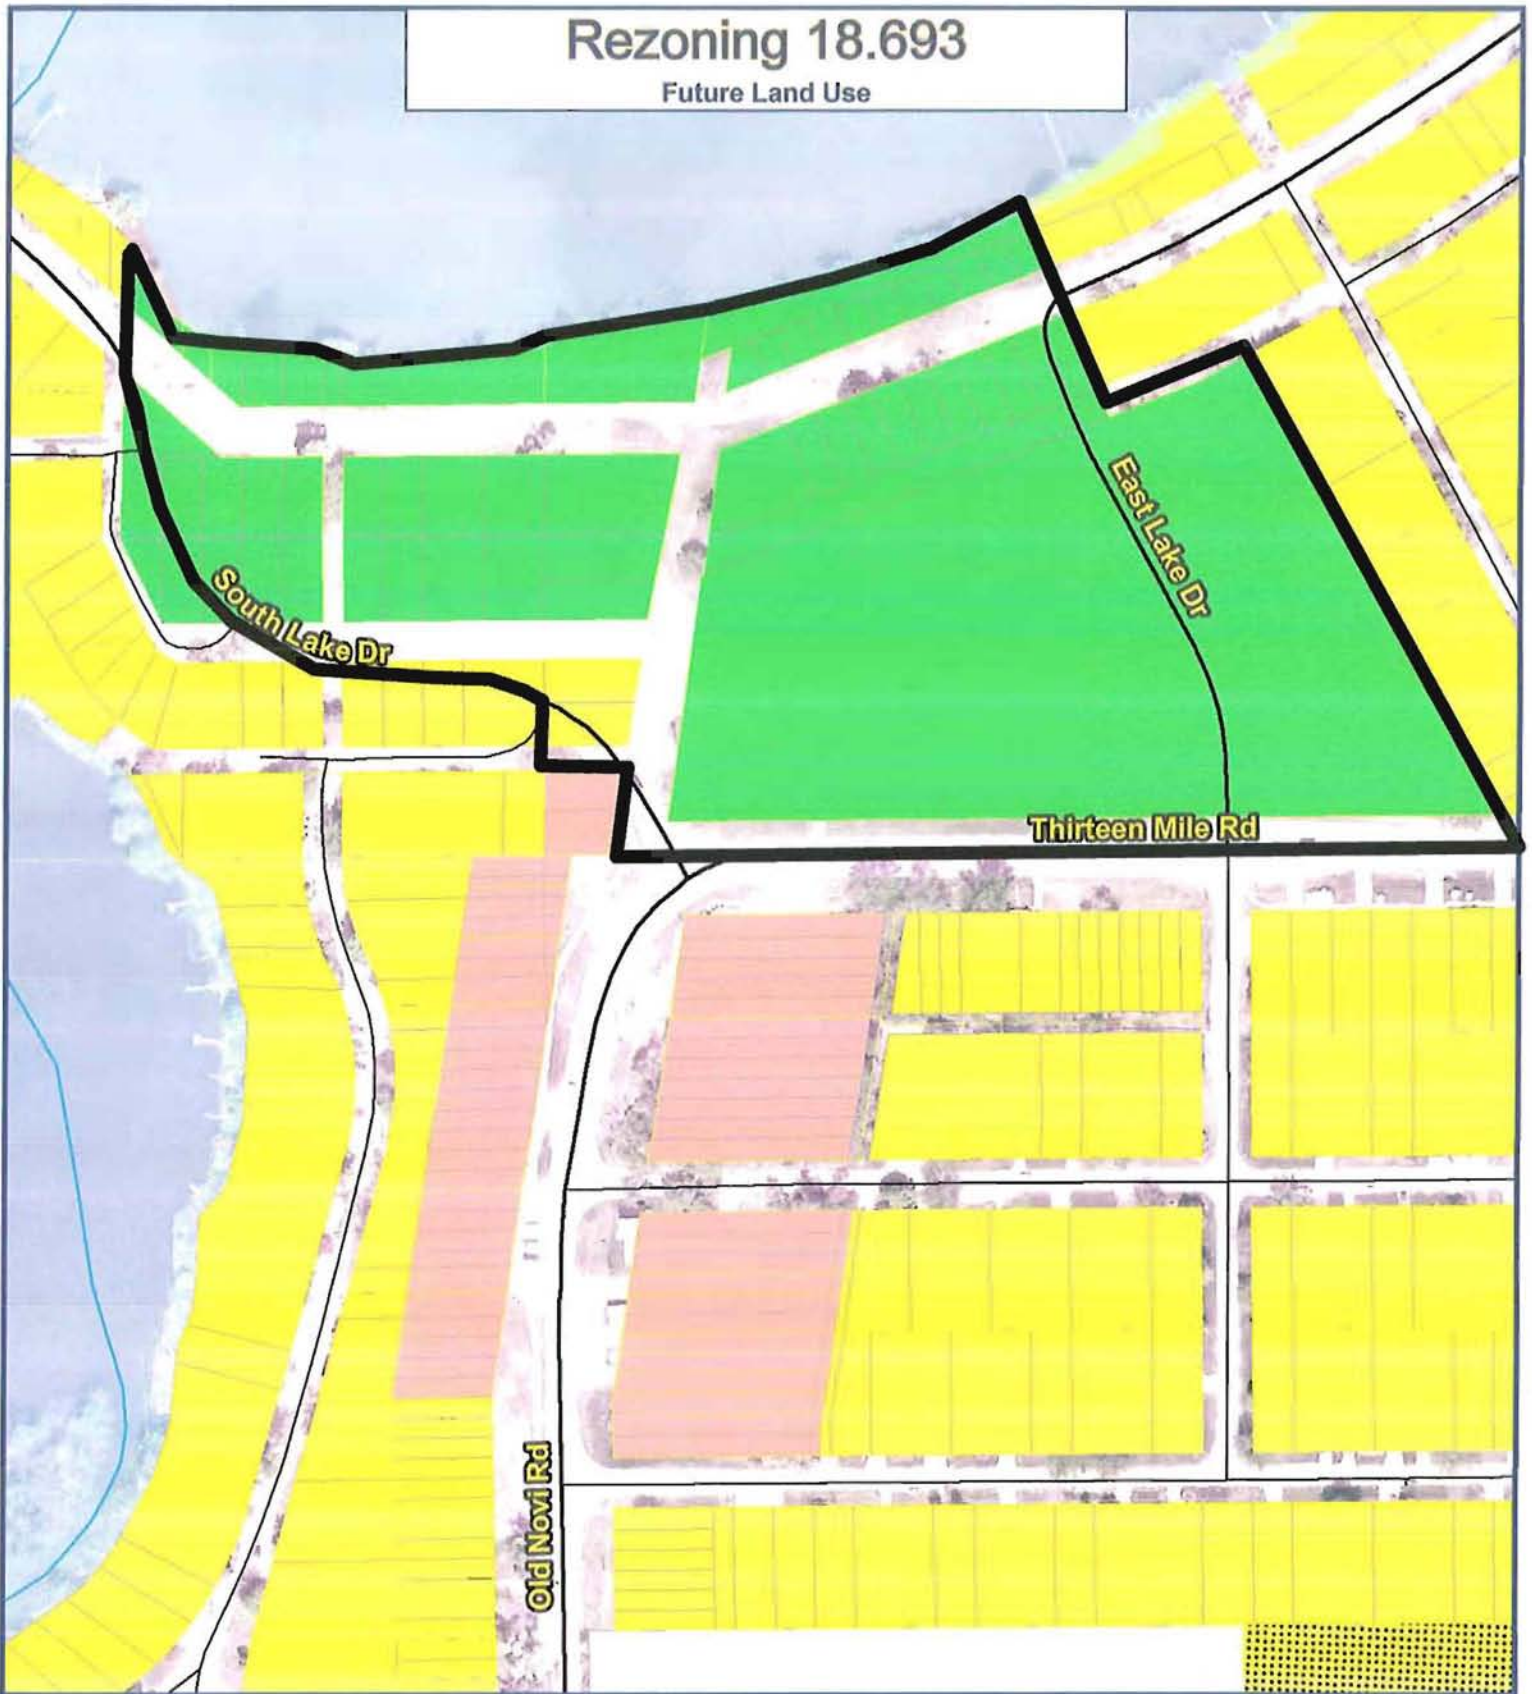 Rezoning 18.693
Future Land Use
East Lake Dr
South Lake Dr
Thirteen Mile Rd
Old Novi Rd